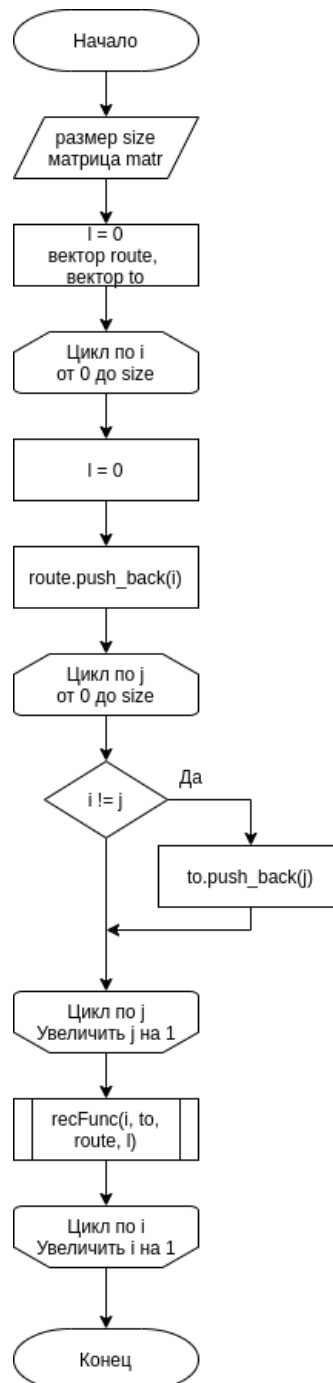 Начало
размер size
матрица matr
l = 0
вектор route,
вектор to
Цикл по i
от 0 до size
l = 0
route.push_back(i)
Цикл по j
от 0 до size
i != j
Да
to.push_back(j)
Цикл по j
Увеличить j на 1
recFunc(i, to,
route, l)
Цикл по i
Увеличить i на 1
Конец